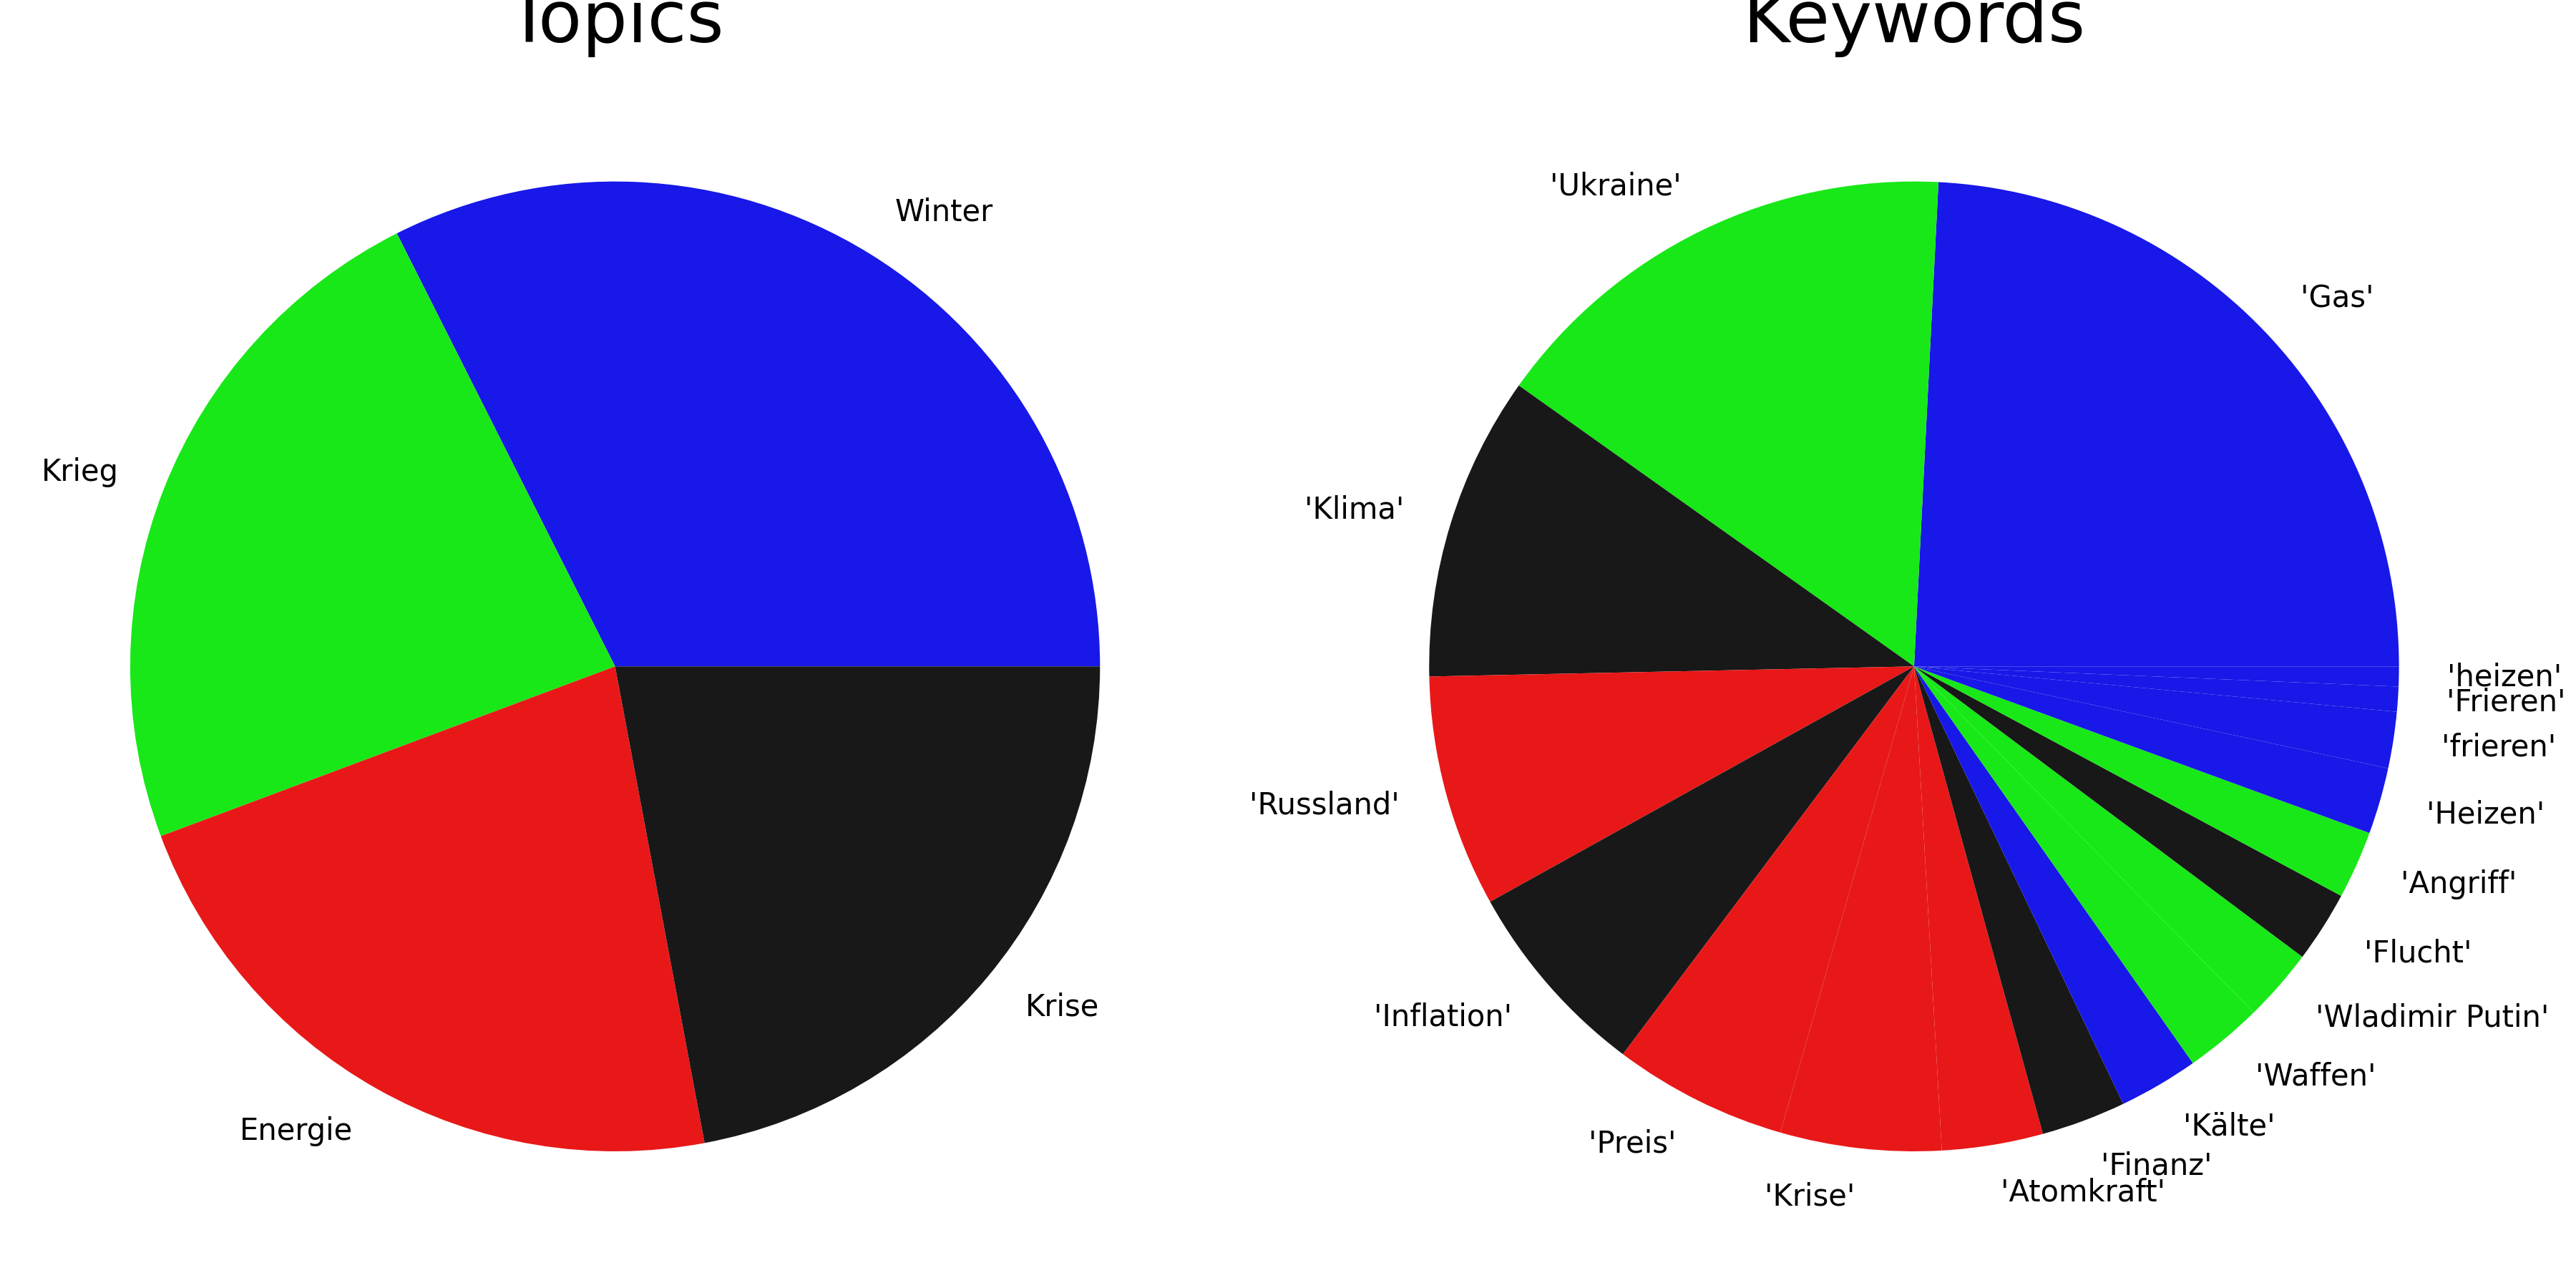 Topics
Winter
Krieg
Energie
Krise
Keywords
'Gas'
'Ukraine'
'Klima'
'Russland'
'Inflation'
'Preis'
'Krise'
'Atomkraft'
'Finanz'
'Kälte'
'Waffen'
'Wladimir Putin'
'Flucht'
'Angriff'
'Heizen'
'frieren'
'Frieren'
'heizen'